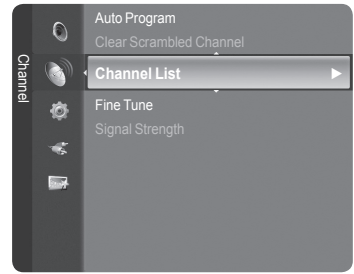 Channel
Auto Program
Clear Scrambled Channel
Channel List
Fine Tune
Signal Strength